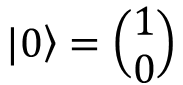 |0⟩ = (1
0)